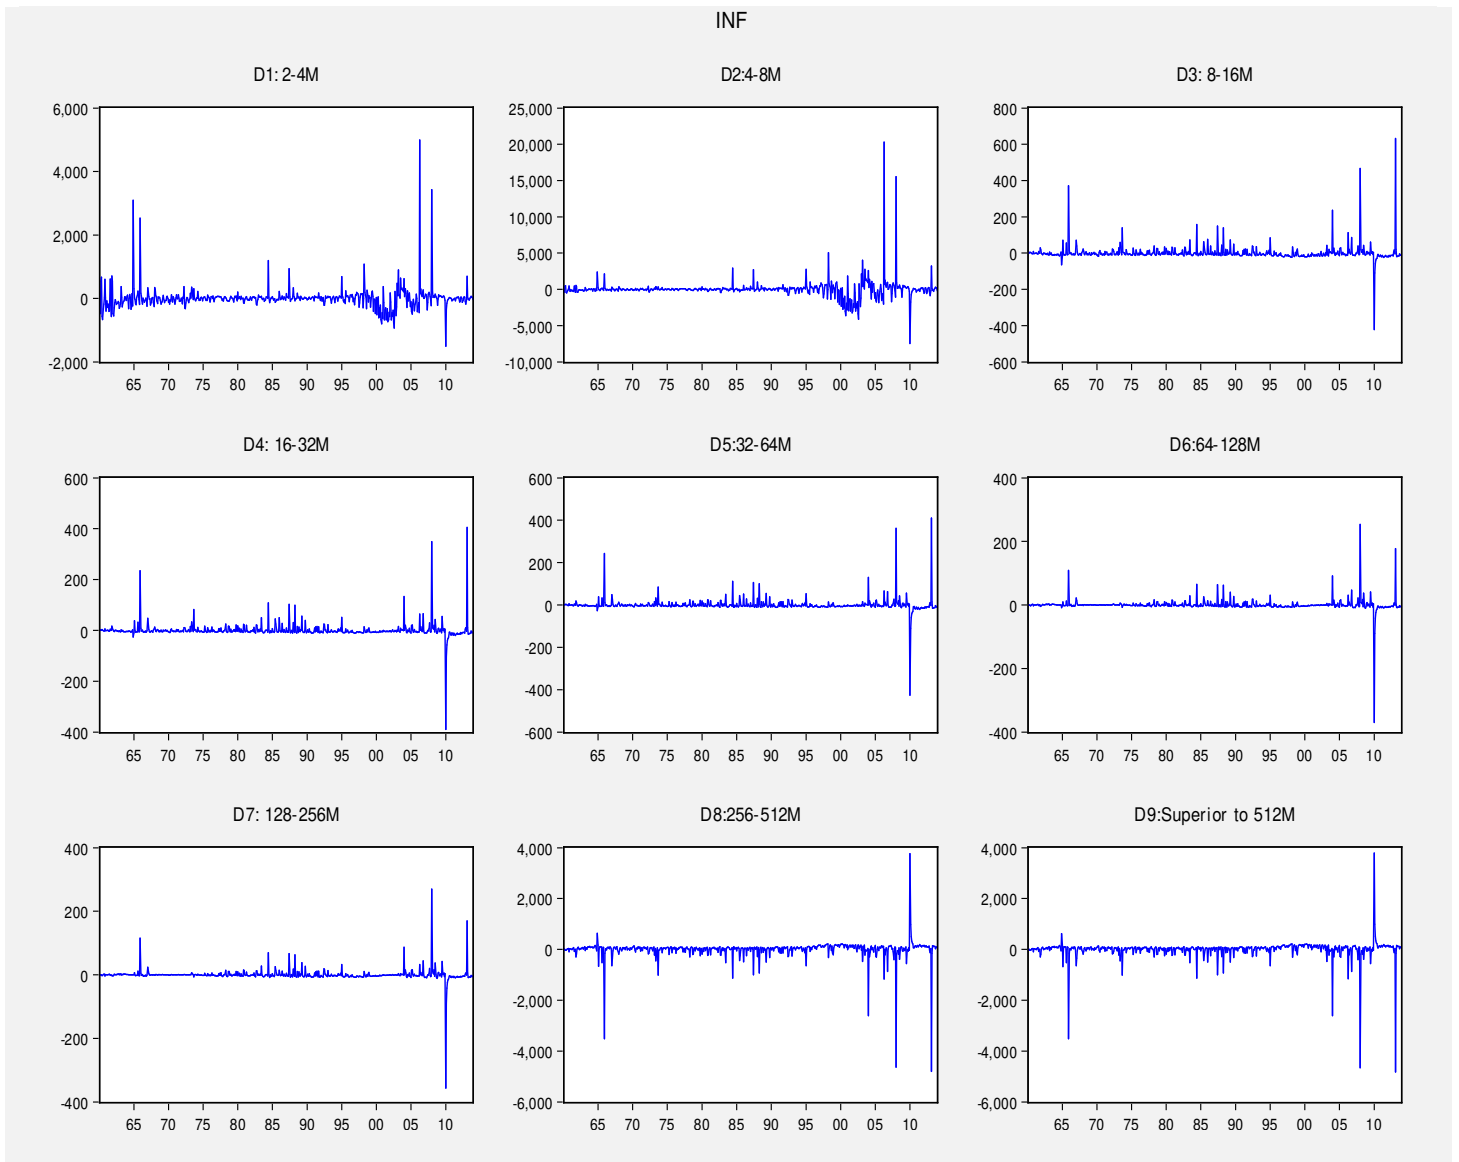 INF
D1: 2-4M
D2:4-8M
D3: 8-16M
6,000
4,000
2,000
0
-2,000
65 70 75 80 85 90 95 00 05 10
25,000
20,000
15,000
10,000
5,000
0
-5,000
-10,000
65 70 75 80 85 90 95 00 05 10
800
600
400
200
0
-200
-400
-600
65 70 75 80 85 90 95 00 05 10
D4: 16-32M
D5:32-64M
D6:64-128M
600
400
200
0
-200
-400
65 70 75 80 85 90 95 00 05 10
600
400
200
0
-200
-400
-600
65 70 75 80 85 90 95 00 05 10
400
200
0
-200
-400
65 70 75 80 85 90 95 00 05 10
D7: 128-256M
D8:256-512M
D9:Superior to 512M
400
200
0
-200
-400
65 70 75 80 85 90 95 00 05 10
4,000
2,000
0
-2,000
-4,000
-6,000
65 70 75 80 85 90 95 00 05 10
4,000
2,000
0
-2,000
-4,000
-6,000
65 70 75 80 85 90 95 00 05 10